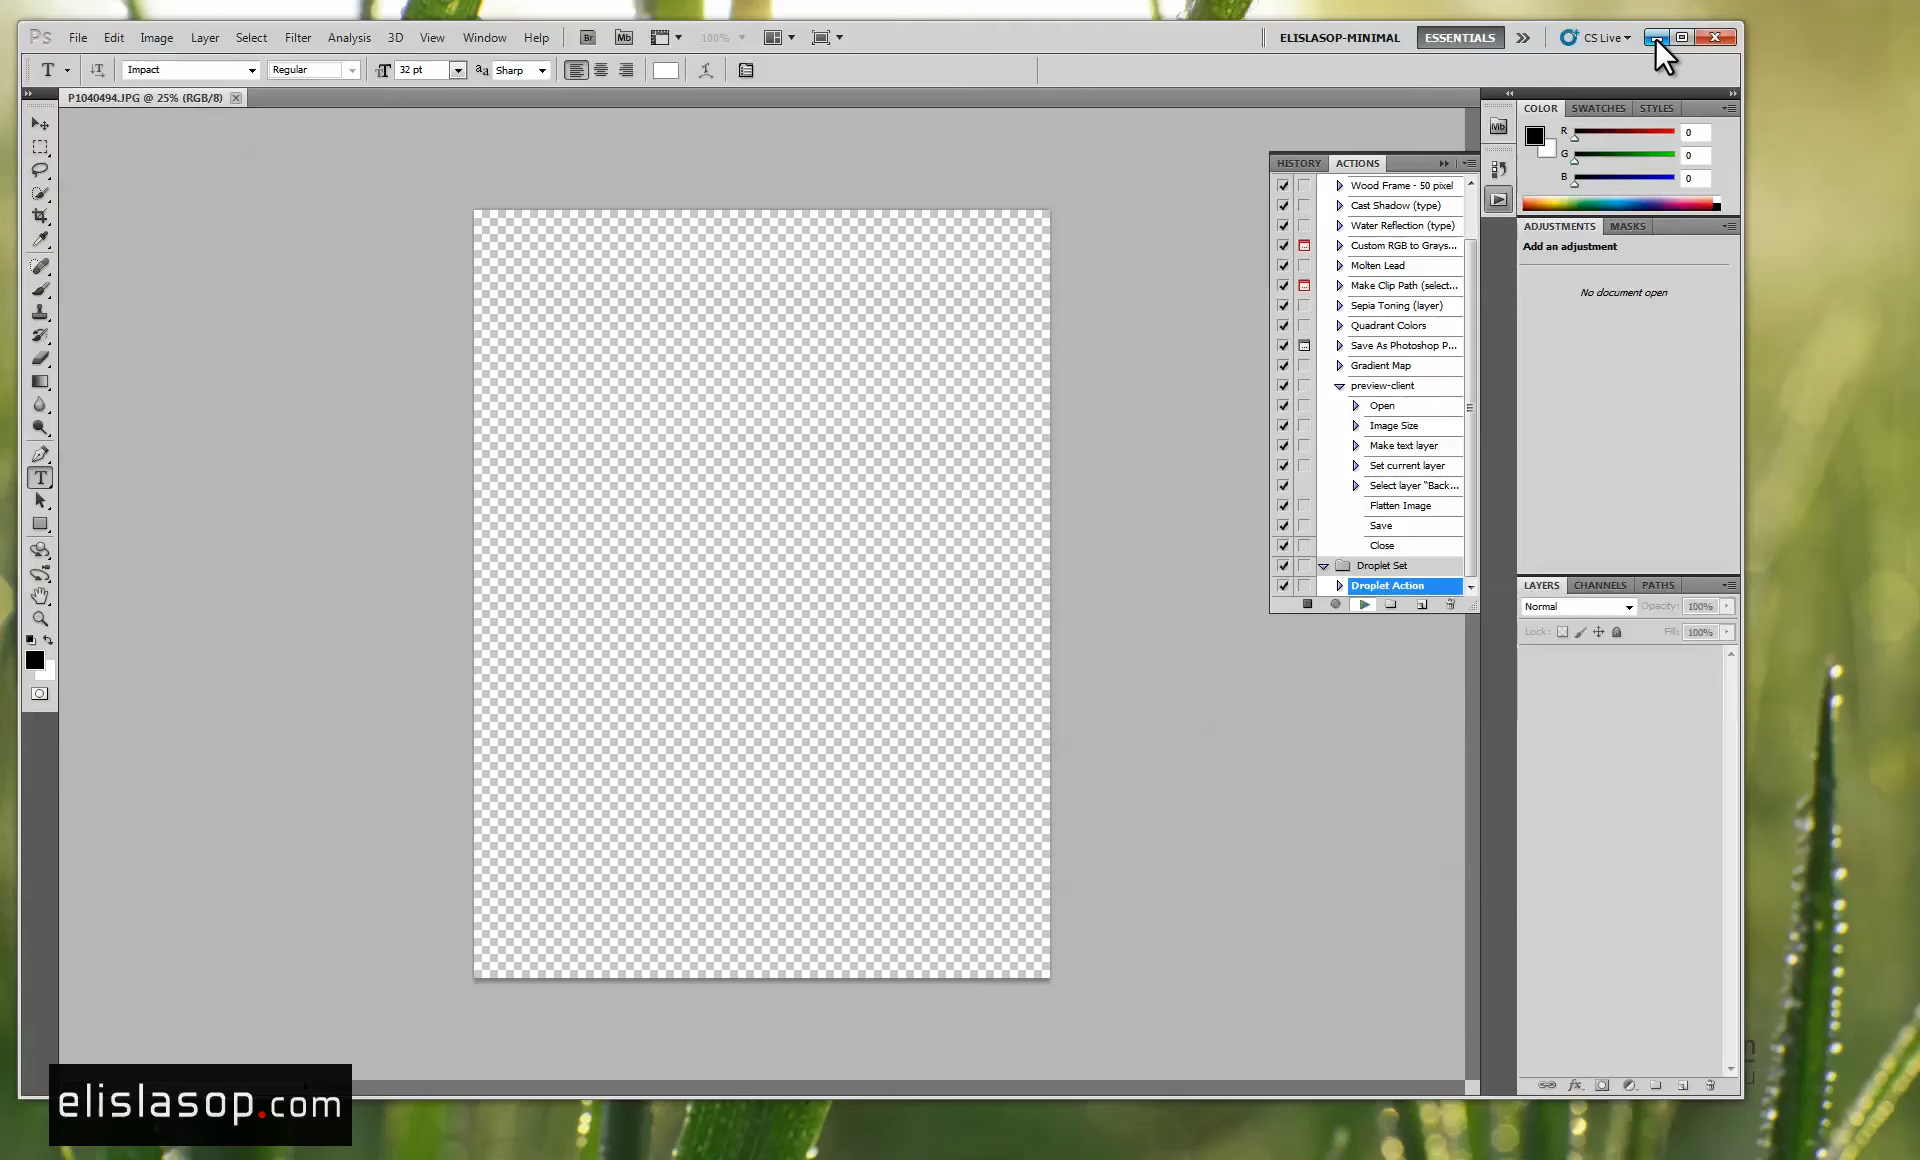 Ps File Edit Image Layer Select Filter Analysis 3D View Window Help Br Mb 100% ELISLASOP-MINIMAL ESSENTIALS CS Live
T Impact Regular T 32 pt aa Sharp
P1040494.JPG @ 25% (RGB/8)
COLOR SWATCHES STYLES
R 0
G 0
B 0
Mb
HISTORY ACTIONS
Wood Frame - 50 pixel
Cast Shadow (type)
Water Reflection (type)
Custom RGB to Grays...
Molten Lead
Make Clip Path (select...
Sepia Toning (layer)
Quadrant Colors
Save As Photoshop P...
Gradient Map
preview-client
Open
Image Size
Make text layer
Set current layer
Select layer "Back...
Flatten Image
Save
Close
Droplet Set
Droplet Action
ADJUSTMENTS MASKS
Add an adjustment
No document open
LAYERS CHANNELS PATHS
Normal Opacity: 100%
Lock: Fill: 100%
fx
T
elislasop.com